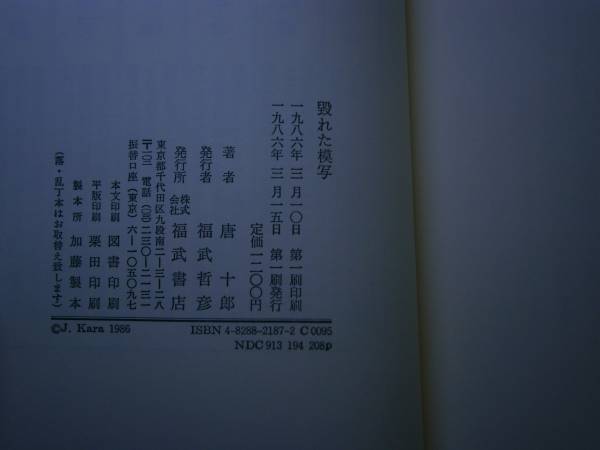 毀れた模写
一九八六年 三月一〇日 第一刷印刷
一九八六年 三月一五日 第一刷発行
定価一二〇〇円
著者 唐十郎
発行者 福武哲彦
発行所 株式会社 福武書店
東京都千代田区九段南二―三―二八
〒一〇二 電話(〇三)二三〇―二一三一
振替口座(東京)六―一〇五〇九七
本文印刷 図書印刷
平版印刷 栗田印刷
製本所 加藤製本
(落・乱丁本はお取替え致します)
©J. Kara 1986 ISBN 4-8288-2187-2 C0095
NDC 913 194 208p